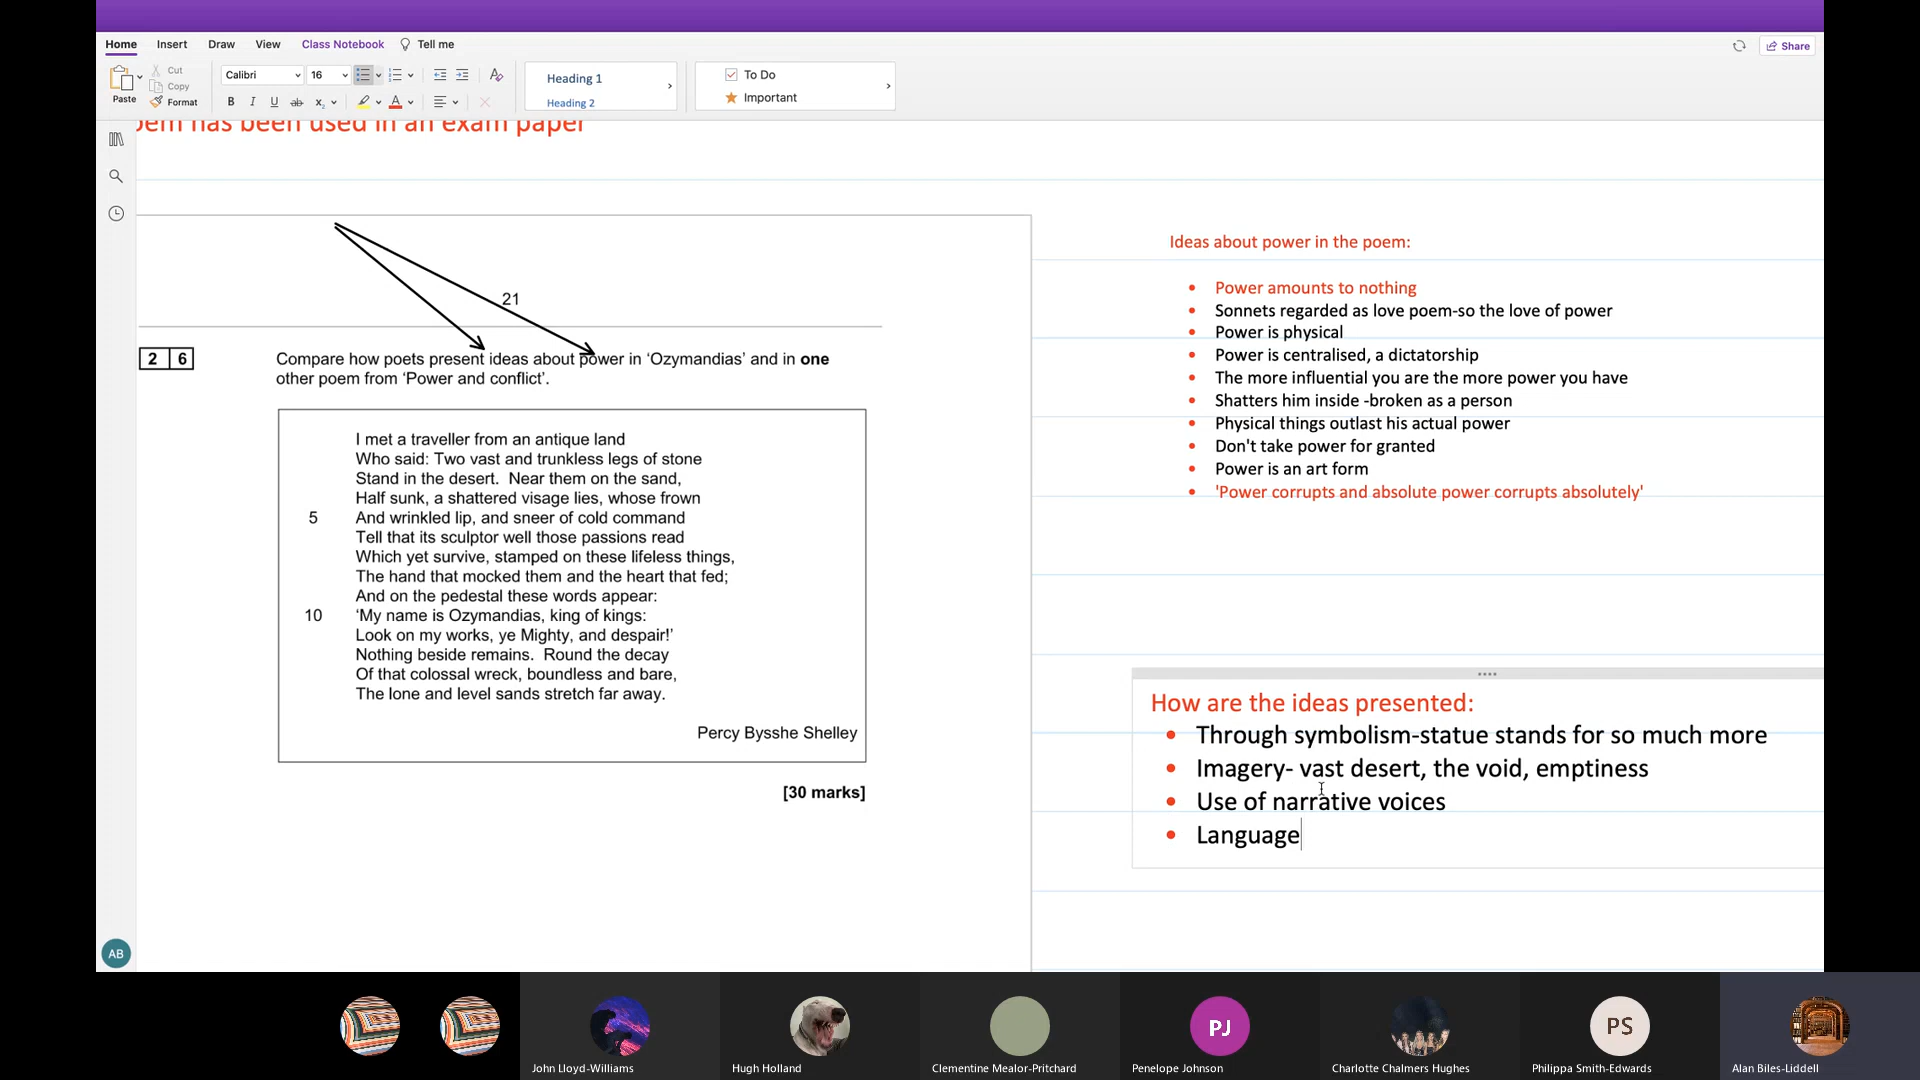 Home Insert Draw View Class Notebook Tell me
Share
Paste
Cut
Copy
Format
Calibri 16
B I U ab x₂ A
Heading 1
Heading 2
To Do
Important
oem has been used in an exam paper
21
2 6
Compare how poets present ideas about power in ‘Ozymandias’ and in one
other poem from ‘Power and conflict’.
I met a traveller from an antique land
Who said: Two vast and trunkless legs of stone
Stand in the desert. Near them on the sand,
Half sunk, a shattered visage lies, whose frown
5 And wrinkled lip, and sneer of cold command
Tell that its sculptor well those passions read
Which yet survive, stamped on these lifeless things,
The hand that mocked them and the heart that fed;
And on the pedestal these words appear:
10 ‘My name is Ozymandias, king of kings:
Look on my works, ye Mighty, and despair!’
Nothing beside remains. Round the decay
Of that colossal wreck, boundless and bare,
The lone and level sands stretch far away.
Percy Bysshe Shelley
[30 marks]
Ideas about power in the poem:
• Power amounts to nothing
• Sonnets regarded as love poem-so the love of power
• Power is physical
• Power is centralised, a dictatorship
• The more influential you are the more power you have
• Shatters him inside -broken as a person
• Physical things outlast his actual power
• Don't take power for granted
• Power is an art form
• 'Power corrupts and absolute power corrupts absolutely'
How are the ideas presented:
• Through symbolism-statue stands for so much more
• Imagery- vast desert, the void, emptiness
• Use of narrative voices
• Language
AB
PJ
PS
John Lloyd-Williams
Hugh Holland
Clementine Mealor-Pritchard
Penelope Johnson
Charlotte Chalmers Hughes
Philippa Smith-Edwards
Alan Biles-Liddell